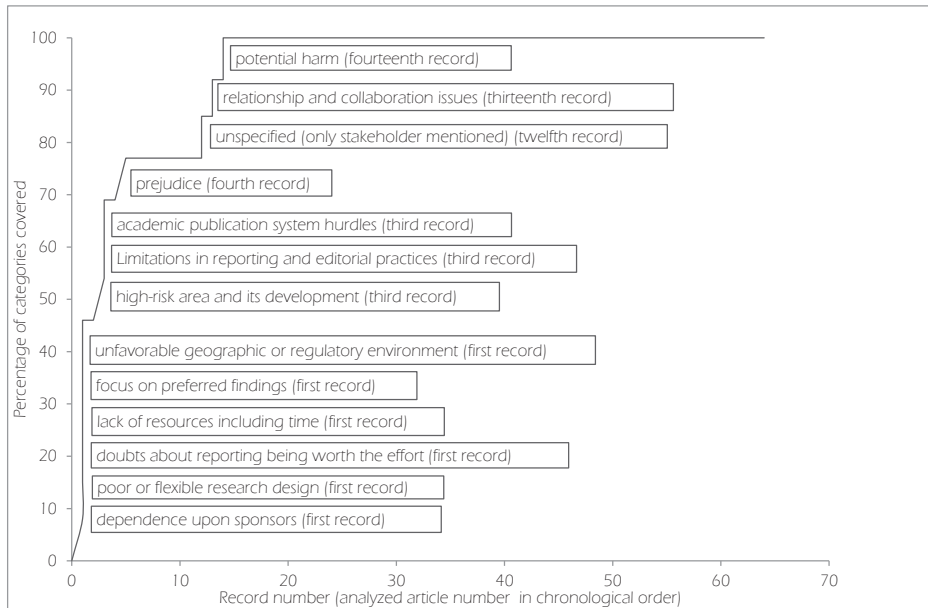 100
potential harm (fourteenth record)
90
relationship and collaboration issues (thirteenth record)
80
unspecified (only stakeholder mentioned) (twelfth record)
70
prejudice (fourth record)
academic publication system hurdles (third record)
60
Limitations in reporting and editorial practices (third record)
50
high-risk area and its development (third record)
40
unfavorable geographic or regulatory environment (first record)
focus on preferred findings (first record)
30
lack of resources including time (first record)
20
doubts about reporting being worth the effort (first record)
poor or flexible research design (first record)
10
dependence upon sponsors (first record)
0
Percentage of categories covered
0 10 20 30 40 50 60 70
Record number (analyzed article number in chronological order)